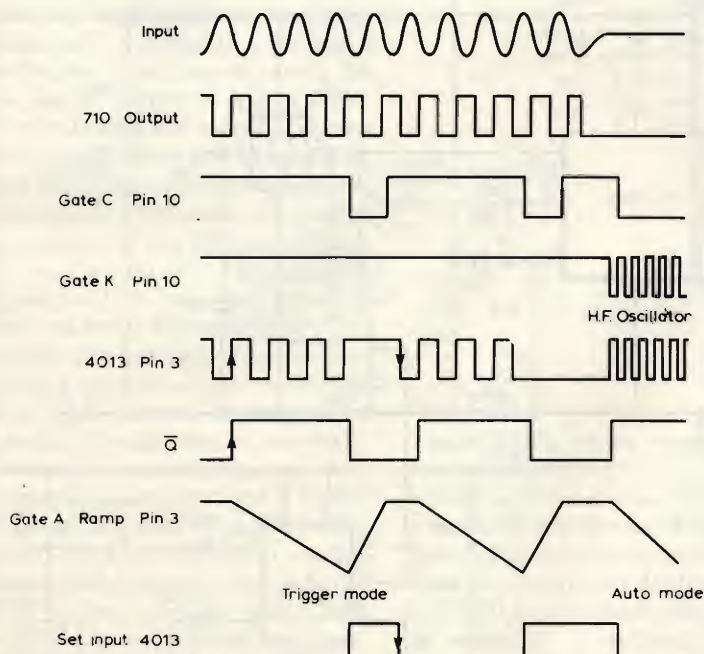 Input
710 Output
Gate C Pin 10
Gate K Pin 10
H.F. Oscillator
4013 Pin 3
Q̅
Gate A Ramp Pin 3
Trigger mode
Auto mode
Set input 4013